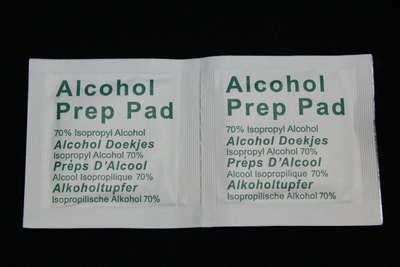 Alcohol
Prep Pad
70% Isopropyl Alcohol
Alcohol Doekjes
Isopropyl Alcohol 70%
Prèps D'Alcool
Alcool Isopropilique 70%
Alkoholtupfer
Isopropilische Alkohol 70%
Alcohol
Prep Pad
70% Isopropyl Alcohol
Alcohol Doekjes
Isopropyl Alcohol 70%
Prèps D'Alcool
Alcool Isopropilique 70%
Alkoholtupfer
Isopropilische Alkohol 70%